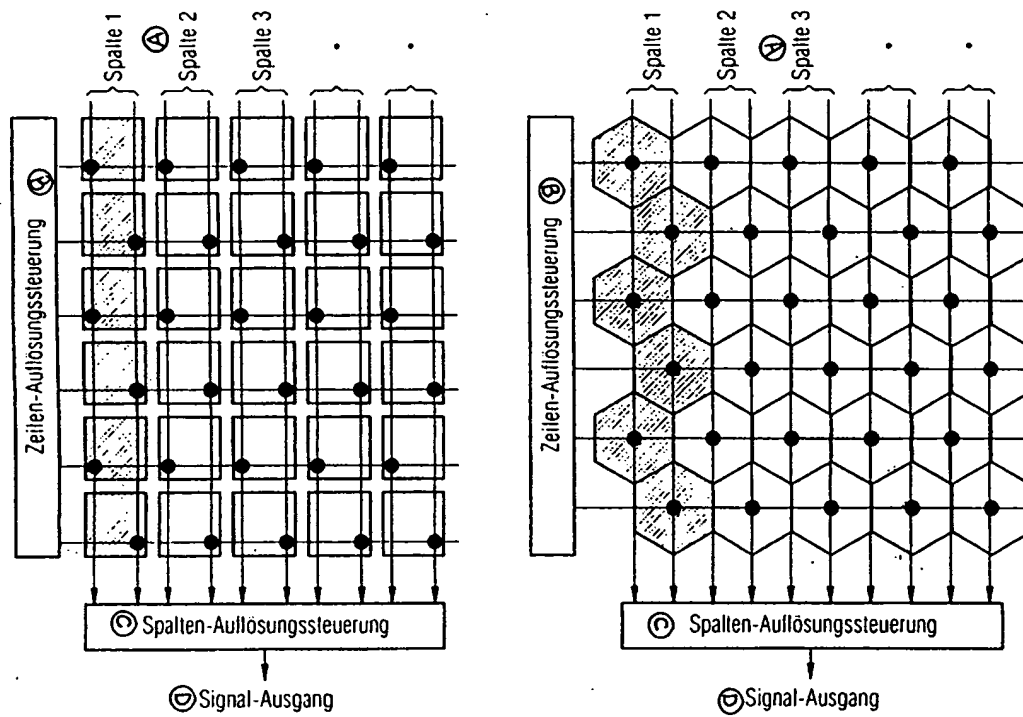 Spalte 1
Ⓐ
Spalte 2
Spalte 3
Zeilen-Auflösungssteuerung
Ⓒ Spalten-Auflösungssteuerung
Ⓓ Signal-Ausgang
Spalte 1
Spalte 2
Ⓐ
Spalte 3
Zeilen-Auflösungssteuerung Ⓑ
Ⓒ Spalten-Auflösungssteuerung
Ⓓ Signal-Ausgang